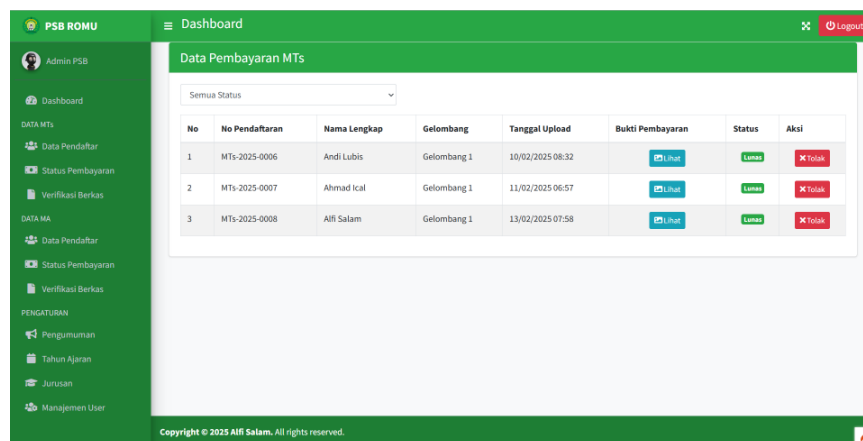 PSB ROMU
Dashboard
Logout
Admin PSB
Dashboard
DATA MTs
Data Pendaftar
Status Pembayaran
Verifikasi Berkas
DATA MA
Data Pendaftar
Status Pembayaran
Verifikasi Berkas
PENGATURAN
Pengumuman
Tahun Ajaran
Jurusan
Manajemen User
Data Pembayaran MTs
Semua Status
No No Pendaftaran Nama Lengkap Gelombang Tanggal Upload Bukti Pembayaran Status Aksi
1 MTs-2025-0006 Andi Lubis Gelombang 1 10/02/2025 08:32 Lihat Lunas Tolak
2 MTs-2025-0007 Ahmad Ical Gelombang 1 11/02/2025 06:57 Lihat Lunas Tolak
3 MTs-2025-0008 Alfi Salam Gelombang 1 13/02/2025 07:58 Lihat Lunas Tolak
Copyright © 2025 Alfi Salam. All rights reserved.